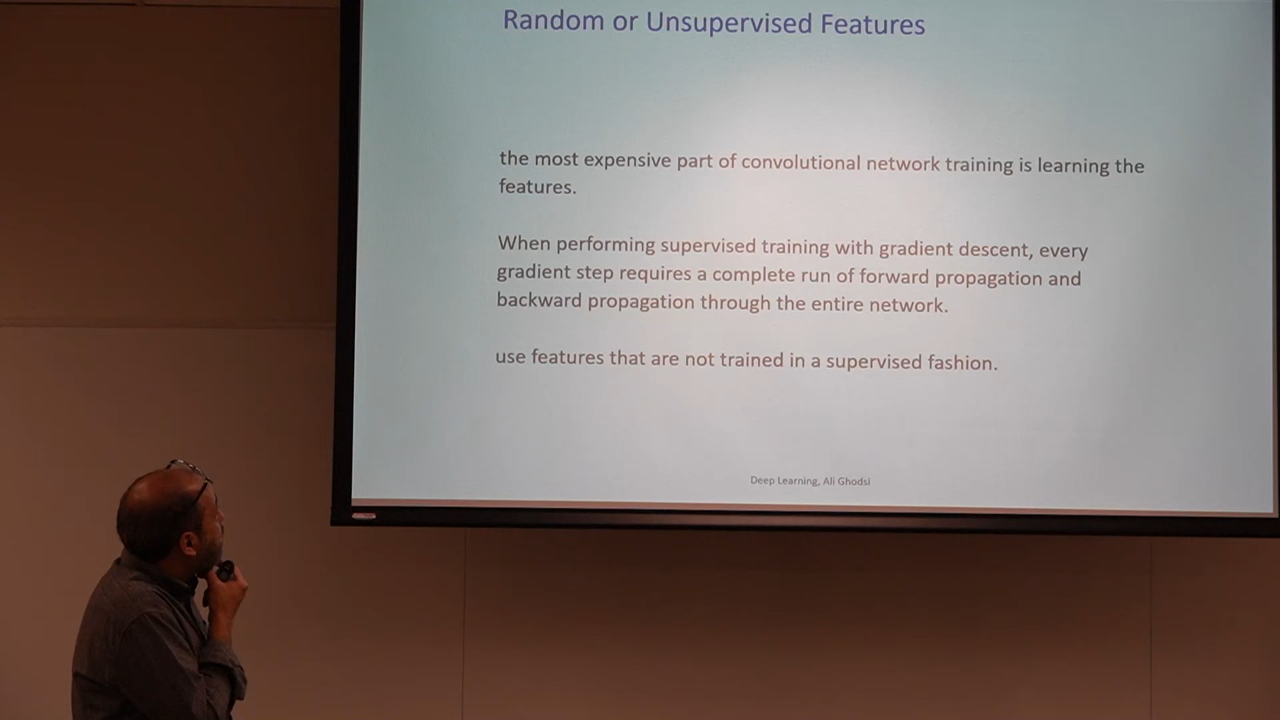 Random or Unsupervised Features
the most expensive part of convolutional network training is learning the
features.
When performing supervised training with gradient descent, every
gradient step requires a complete run of forward propagation and
backward propagation through the entire network.
use features that are not trained in a supervised fashion.
Deep Learning, Ali Ghodsi